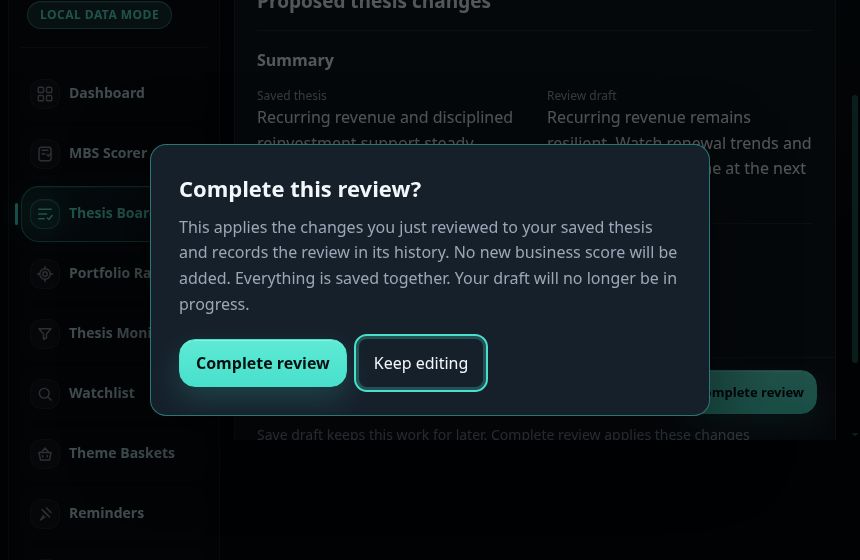 LOCAL DATA MODE
Dashboard
MBS Scorer
Thesis Boar
Portfolio Ra
Thesis Moni
Watchlist
Theme Baskets
Reminders
Proposed thesis changes
Summary
Saved thesis
Recurring revenue and disciplined
reinvestment support steady
Review draft
Recurring revenue remains
resilient. Watch renewal trends and
at the next
Complete this review?
This applies the changes you just reviewed to your saved thesis
and records the review in its history. No new business score will be
added. Everything is saved together. Your draft will no longer be in
progress.
Complete review
Keep editing
mplete review
Save draft keeps this work for later. Complete review applies these changes